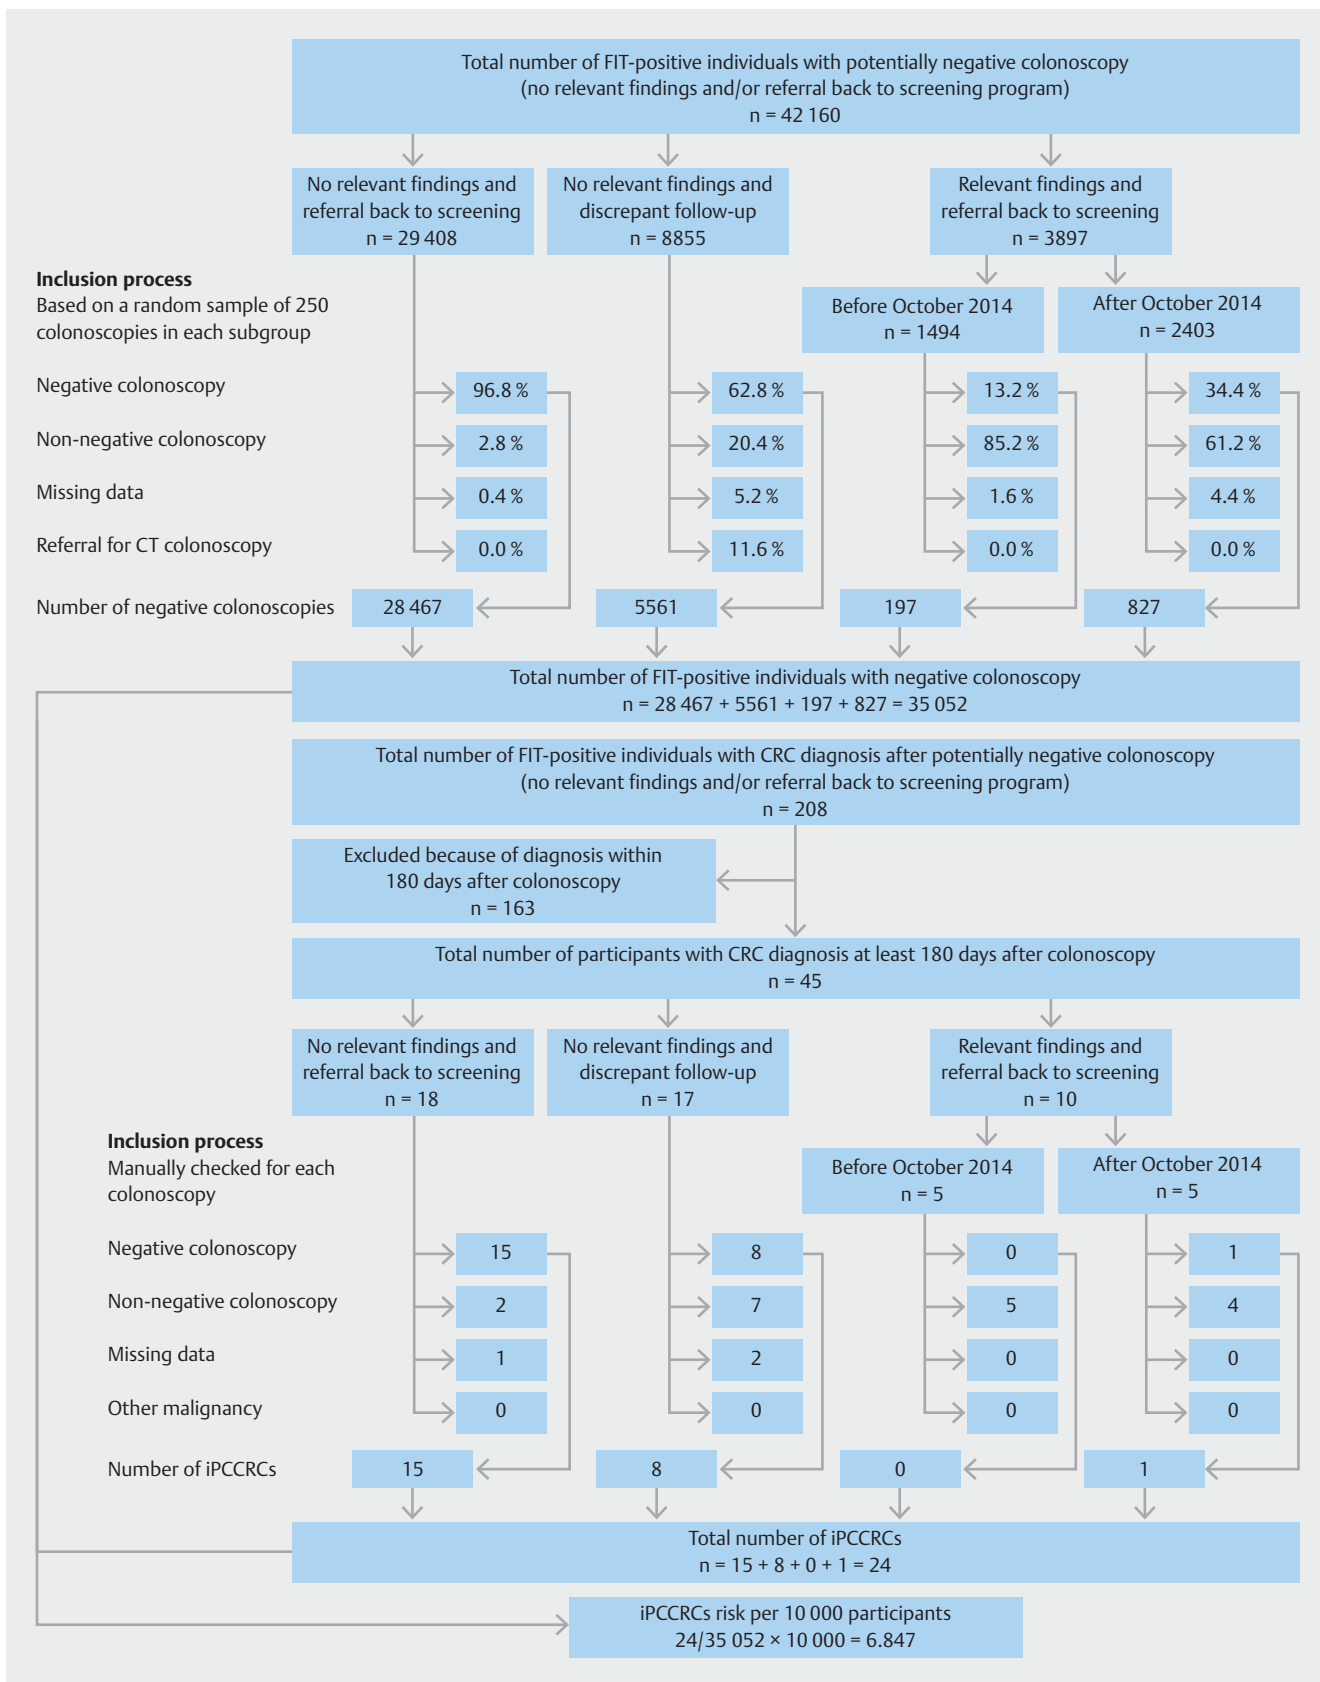 Total number of FIT-positive individuals with potentially negative colonoscopy
(no relevant findings and/or referral back to screening program)
n = 42 160
No relevant findings and
referral back to screening
n = 29 408
No relevant findings and
discrepant follow-up
n = 8855
Relevant findings and
referral back to screening
n = 3897
Inclusion process
Based on a random sample of 250
colonoscopies in each subgroup
Before October 2014
n = 1494
After October 2014
n = 2403
Negative colonoscopy
96.8 %
62.8 %
13.2 %
34.4 %
Non-negative colonoscopy
2.8 %
20.4 %
85.2 %
61.2 %
Missing data
0.4 %
5.2 %
1.6 %
4.4 %
Referral for CT colonoscopy
0.0 %
11.6 %
0.0 %
0.0 %
Number of negative colonoscopies
28 467
5561
197
827
Total number of FIT-positive individuals with negative colonoscopy
n = 28 467 + 5561 + 197 + 827 = 35 052
Total number of FIT-positive individuals with CRC diagnosis after potentially negative colonoscopy
(no relevant findings and/or referral back to screening program)
n = 208
Excluded because of diagnosis within
180 days after colonoscopy
n = 163
Total number of participants with CRC diagnosis at least 180 days after colonoscopy
n = 45
No relevant findings and
referral back to screening
n = 18
No relevant findings and
discrepant follow-up
n = 17
Relevant findings and
referral back to screening
n = 10
Inclusion process
Manually checked for each
colonoscopy
Before October 2014
n = 5
After October 2014
n = 5
Negative colonoscopy
15
8
0
1
Non-negative colonoscopy
2
7
5
4
Missing data
1
2
0
0
Other malignancy
0
0
0
0
Number of iPCCRCs
15
8
0
1
Total number of iPCCRCs
n = 15 + 8 + 0 + 1 = 24
iPCCRCs risk per 10 000 participants
24/35 052 × 10 000 = 6.847